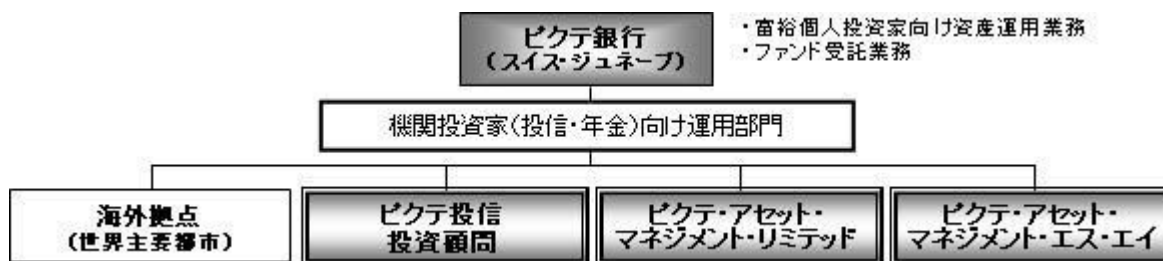 ピクテ銀行
(スイス・ジュネーブ)
・富裕個人投資家向け資産運用業務
・ファンド受託業務
機関投資家(投信・年金)向け運用部門
海外拠点
(世界主要都市)
ピクテ投信
投資顧問
ピクテ・アセット・
マネジメント・リミテッド
ピクテ・アセット・
マネジメント・エス・エイ